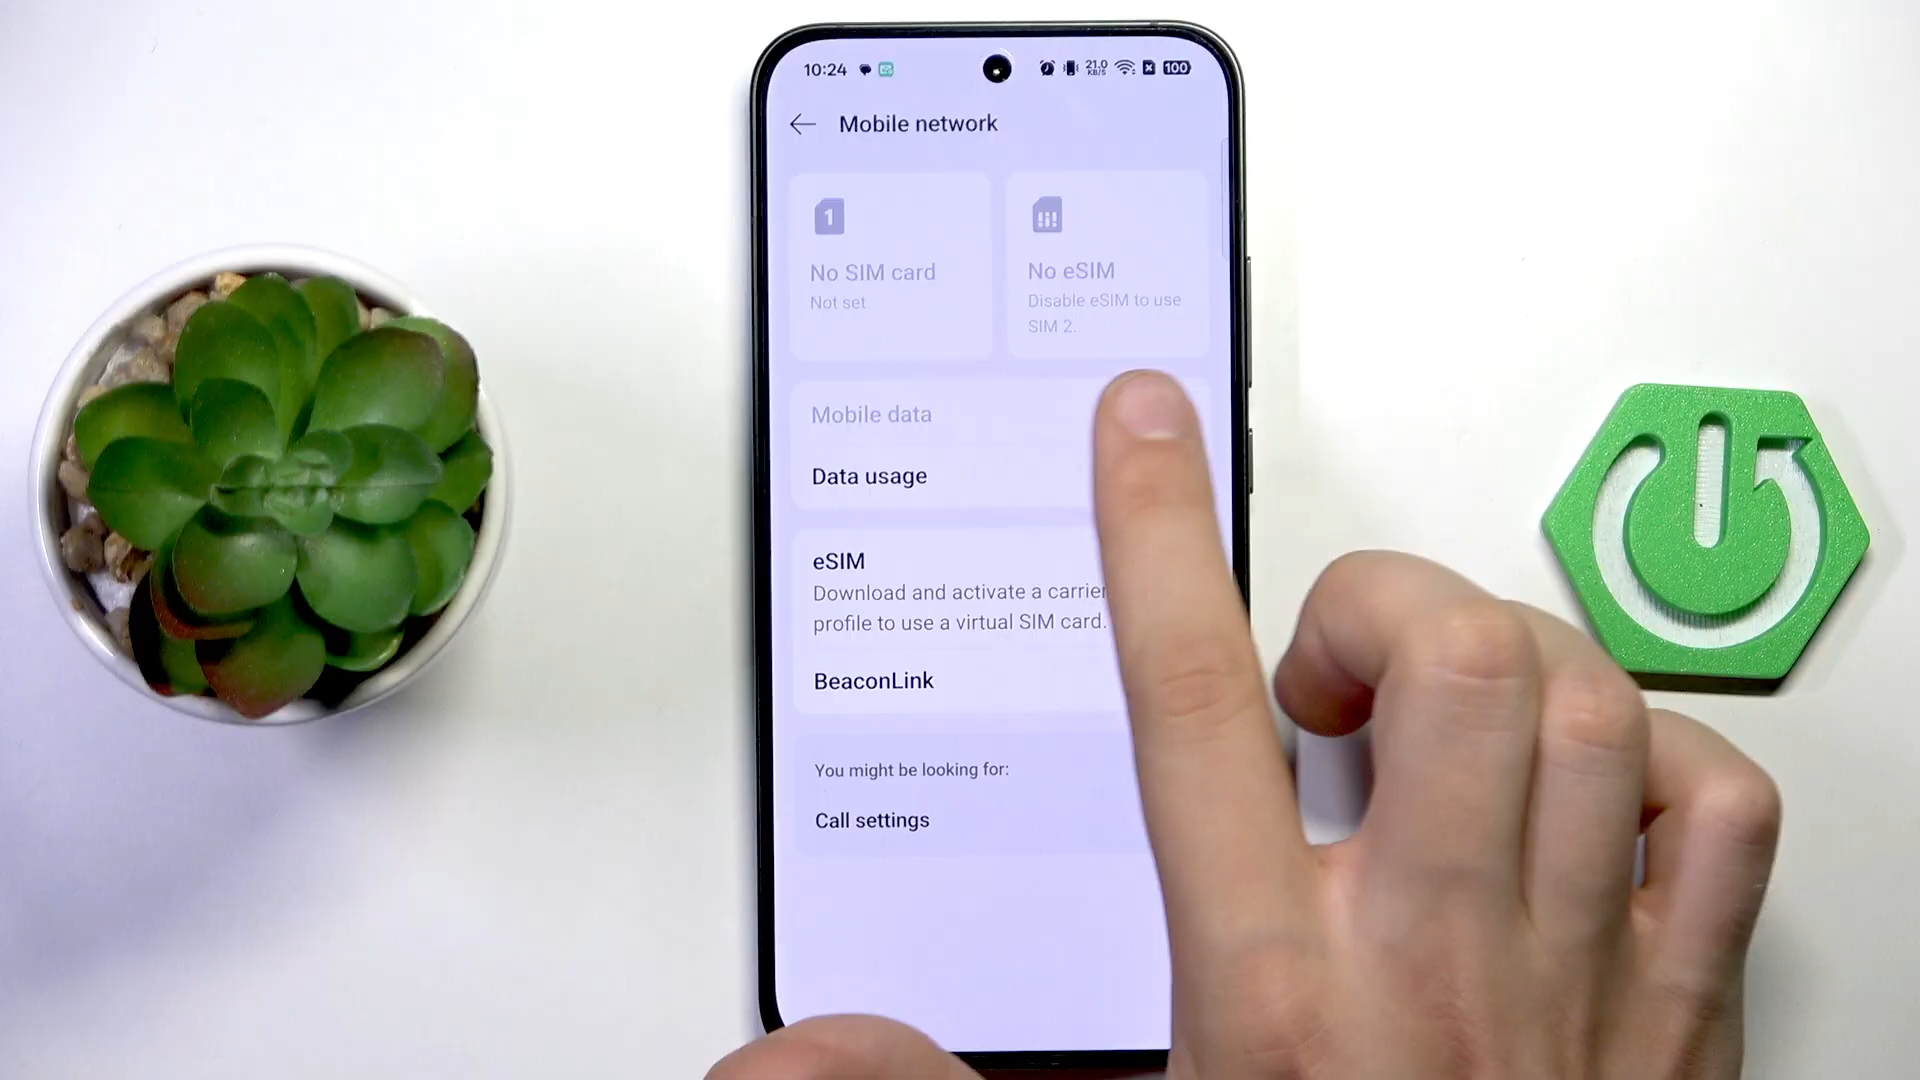 10:24 21.0 KB/S 100
Mobile network
1
No SIM card
Not set
No eSIM
Disable eSIM to use
SIM 2.
Mobile data
Data usage
eSIM
Download and activate a carrier
profile to use a virtual SIM card.
BeaconLink
You might be looking for:
Call settings